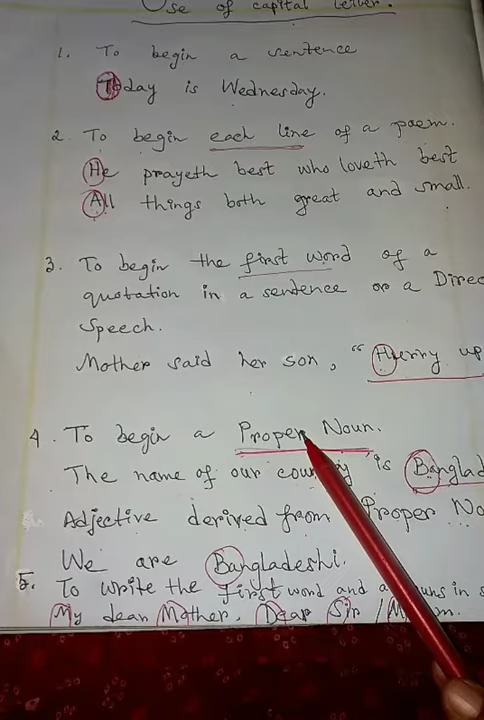 Use of capital letter.
1. To begin a sentence
Today is Wednesday.
2. To begin each line of a poem.
He prayeth best who loveth best
All things both great and small.
3. To begin the first word of a
quotation in a sentence or a Direc
Speech.
Mother said her son, "Hurry up
4. To begin a Proper Noun.
The name of our country is Banglad
Adjective derived from Proper No
We are Bangladeshi.
5. To write the first word and in s
My dear Mother. Dear Sir /